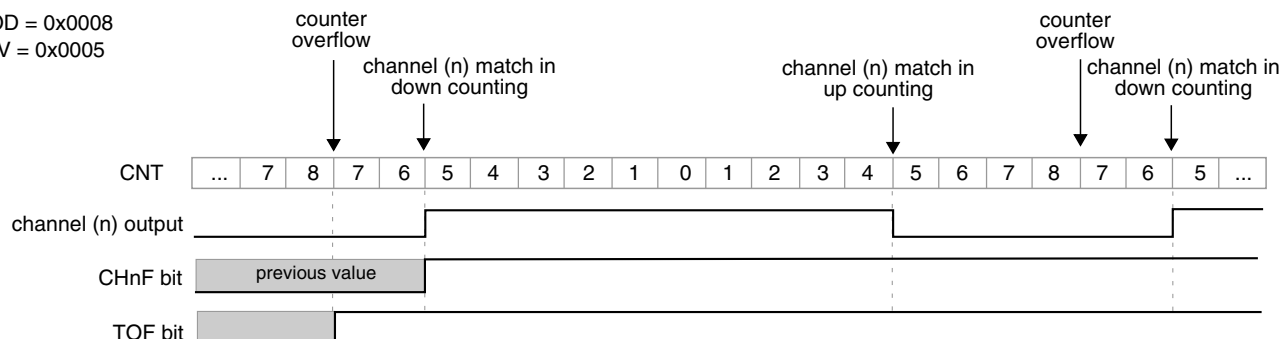 OD = 0x0008
V = 0x0005
counter
overflow
channel (n) match in
down counting
channel (n) match in
up counting
counter
overflow
channel (n) match in
down counting
CNT ... 7 8 7 6 5 4 3 2 1 0 1 2 3 4 5 6 7 8 7 6 5 ...
channel (n) output
CHnF bit previous value
TOF bit